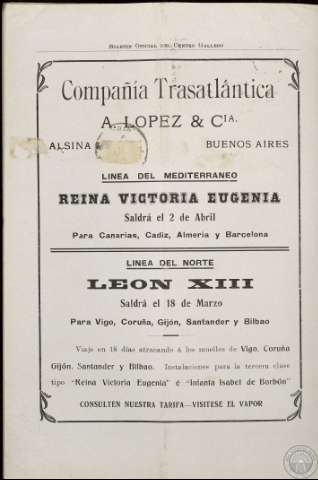 BOLETIN OFICIAL DEL CENTRO GALLEGO
Compañía Trasatlántica
A. LOPEZ & CIA.
ALSINA
BUENOS AIRES
LINEA DEL MEDITERRANEO
REINA VICTORIA EUGENIA
Saldrá el 2 de Abril
Para Canarias, Cadiz, Almeria y Barcelona
LINEA DEL NORTE
LEON XIII
Saldrá el 18 de Marzo
Para Vigo, Coruña, Gijón, Santander y Bilbao
Viaje en 18 dias atracando á los muelles de Vigo, Coruña
Gijón, Santander y Bilbao. Instalaciones para la tercera clase
tipo "Reina Victoria Eugenia" é "Infanta Isabel de Borbón"
CONSULTEN NUESTRA TARIFA—VISITESE EL VAPOR